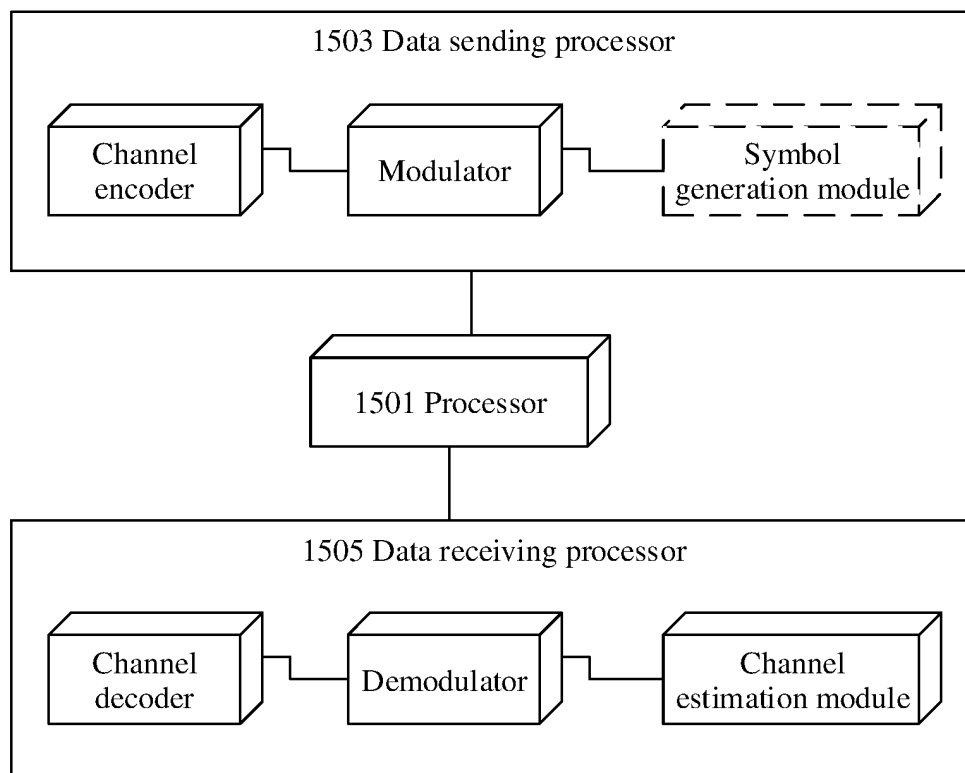 1503 Data sending processor
Channel
encoder
Modulator
Symbol
generation module
1501 Processor
1505 Data receiving processor
Channel
decoder
Demodulator
Channel
estimation module